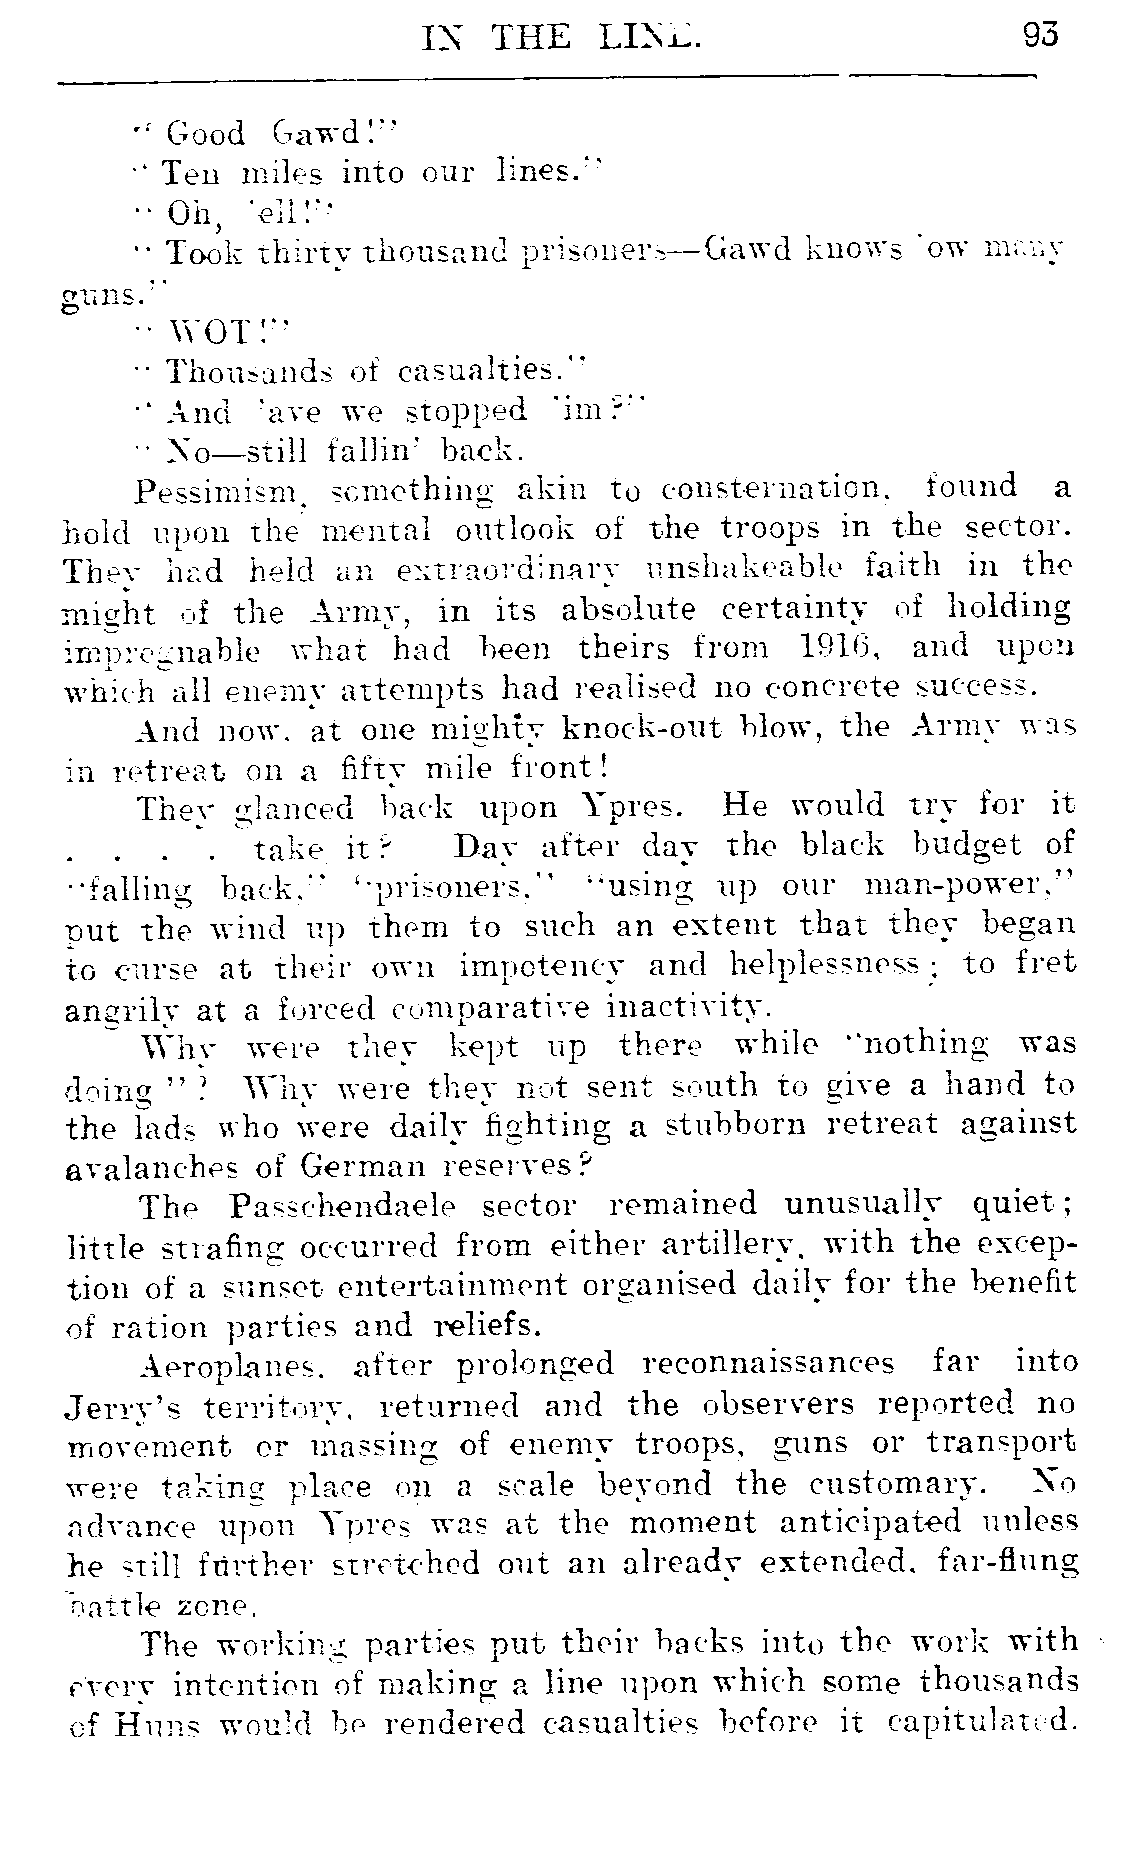 IN THE LINE. 93
" Good Gawd!"
" Ten miles into our lines."
" Oh, 'ell!"
" Took thirty thousand prisoners—Gawd knows 'ow many
guns."
" WOT!"
" Thousands of casualties."
" And 'ave we stopped 'im?"
" No—still fallin' back.
Pessimism, something akin to consternation, found a
hold upon the mental outlook of the troops in the sector.
They had held an extraordinary unshakeable faith in the
might of the Army, in its absolute certainty of holding
impregnable what had been theirs from 1916, and upon
which all enemy attempts had realised no concrete success.
And now, at one mighty knock-out blow, the Army was
in retreat on a fifty mile front!
They glanced back upon Ypres. He would try for it
. . . . take it? Day after day the black budget of
"falling back," "prisoners," "using up our man-power,"
put the wind up them to such an extent that they began
to curse at their own impotency and helplessness; to fret
angrily at a forced comparative inactivity.
Why were they kept up there while "nothing was
doing "? Why were they not sent south to give a hand to
the lads who were daily fighting a stubborn retreat against
avalanches of German reserves?
The Passchendaele sector remained unusually quiet;
little strafing occurred from either artillery, with the excep-
tion of a sunset entertainment organised daily for the benefit
of ration parties and reliefs.
Aeroplanes, after prolonged reconnaissances far into
Jerry's territory, returned and the observers reported no
movement or massing of enemy troops, guns or transport
were taking place on a scale beyond the customary. No
advance upon Ypres was at the moment anticipated unless
he still further stretched out an already extended, far-flung
battle zone.
The working parties put their backs into the work with
every intention of making a line upon which some thousands
of Huns would be rendered casualties before it capitulated.